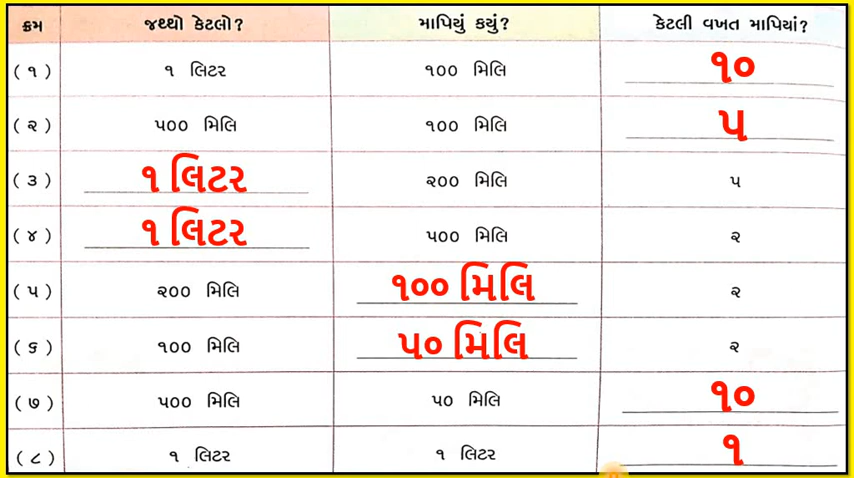 ક્રમ જથ્થો કેટલો? માપિયું કયું? કેટલી વખત માપિયાં?
(૧) ૧ લિટર ૧૦૦ મિલિ ૧૦
(૨) ૫૦૦ મિલિ ૧૦૦ મિલિ ૫
(૩) ૧ લિટર ૨૦૦ મિલિ ૫
(૪) ૧ લિટર ૫૦૦ મિલિ ૨
(૫) ૨૦૦ મિલિ ૧૦૦ મિલિ ૨
(૬) ૧૦૦ મિલિ ૫૦ મિલિ ૨
(૭) ૫૦૦ મિલિ ૫૦ મિલિ ૧૦
(૮) ૧ લિટર ૧ લિટર ૧